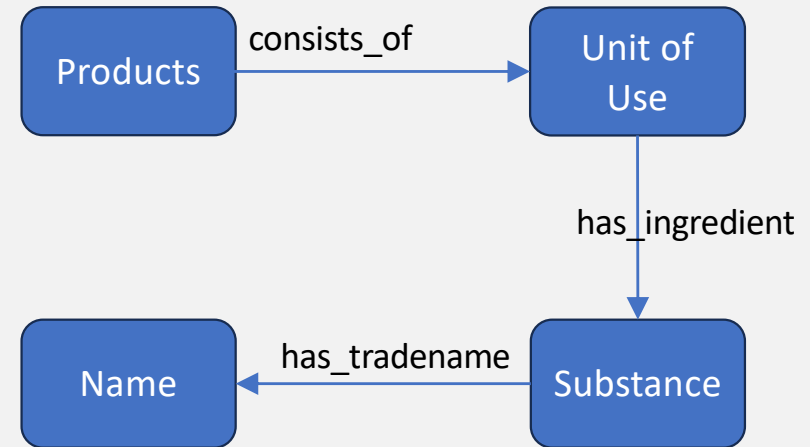 consists_of
Products
Unit of
Use
has_ingredient
has_tradename
Name
Substance